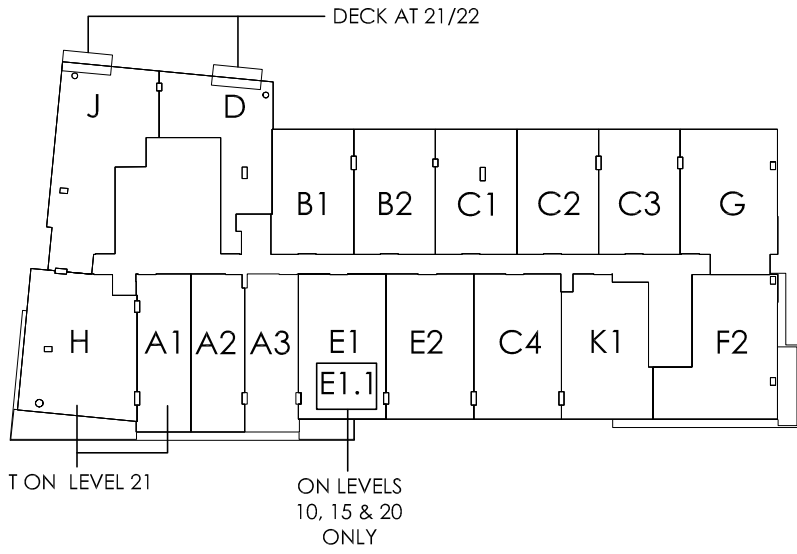 DECK AT 21/22
J
D
B1
B2
C1
C2
C3
G
H
A1
A2
A3
E1
E2
C4
K1
F2
E1.1
T ON LEVEL 21
ON LEVELS
10, 15 & 20
ONLY